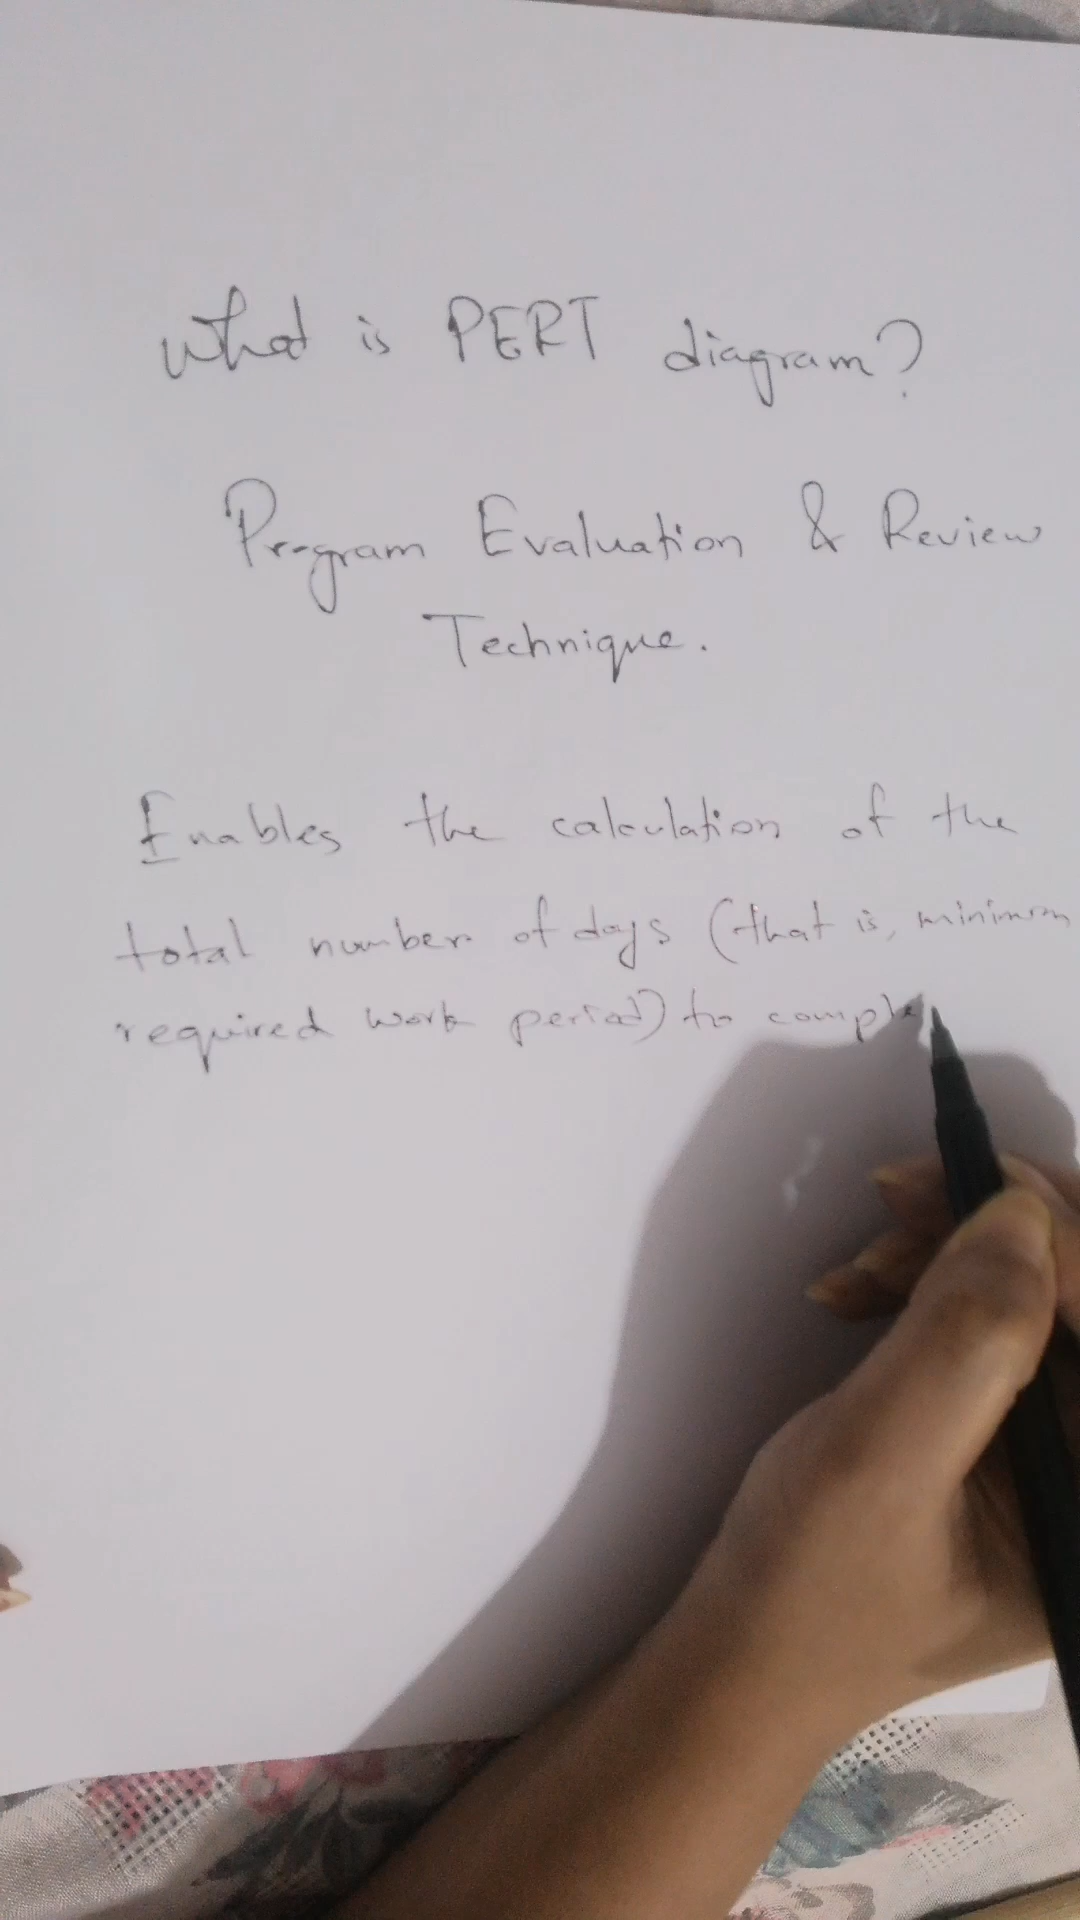 What is PERT diagram?
Program Evaluation & Review
Technique.
Enables the calculation of the
total number of days (that is, minimum
required work period) to comple